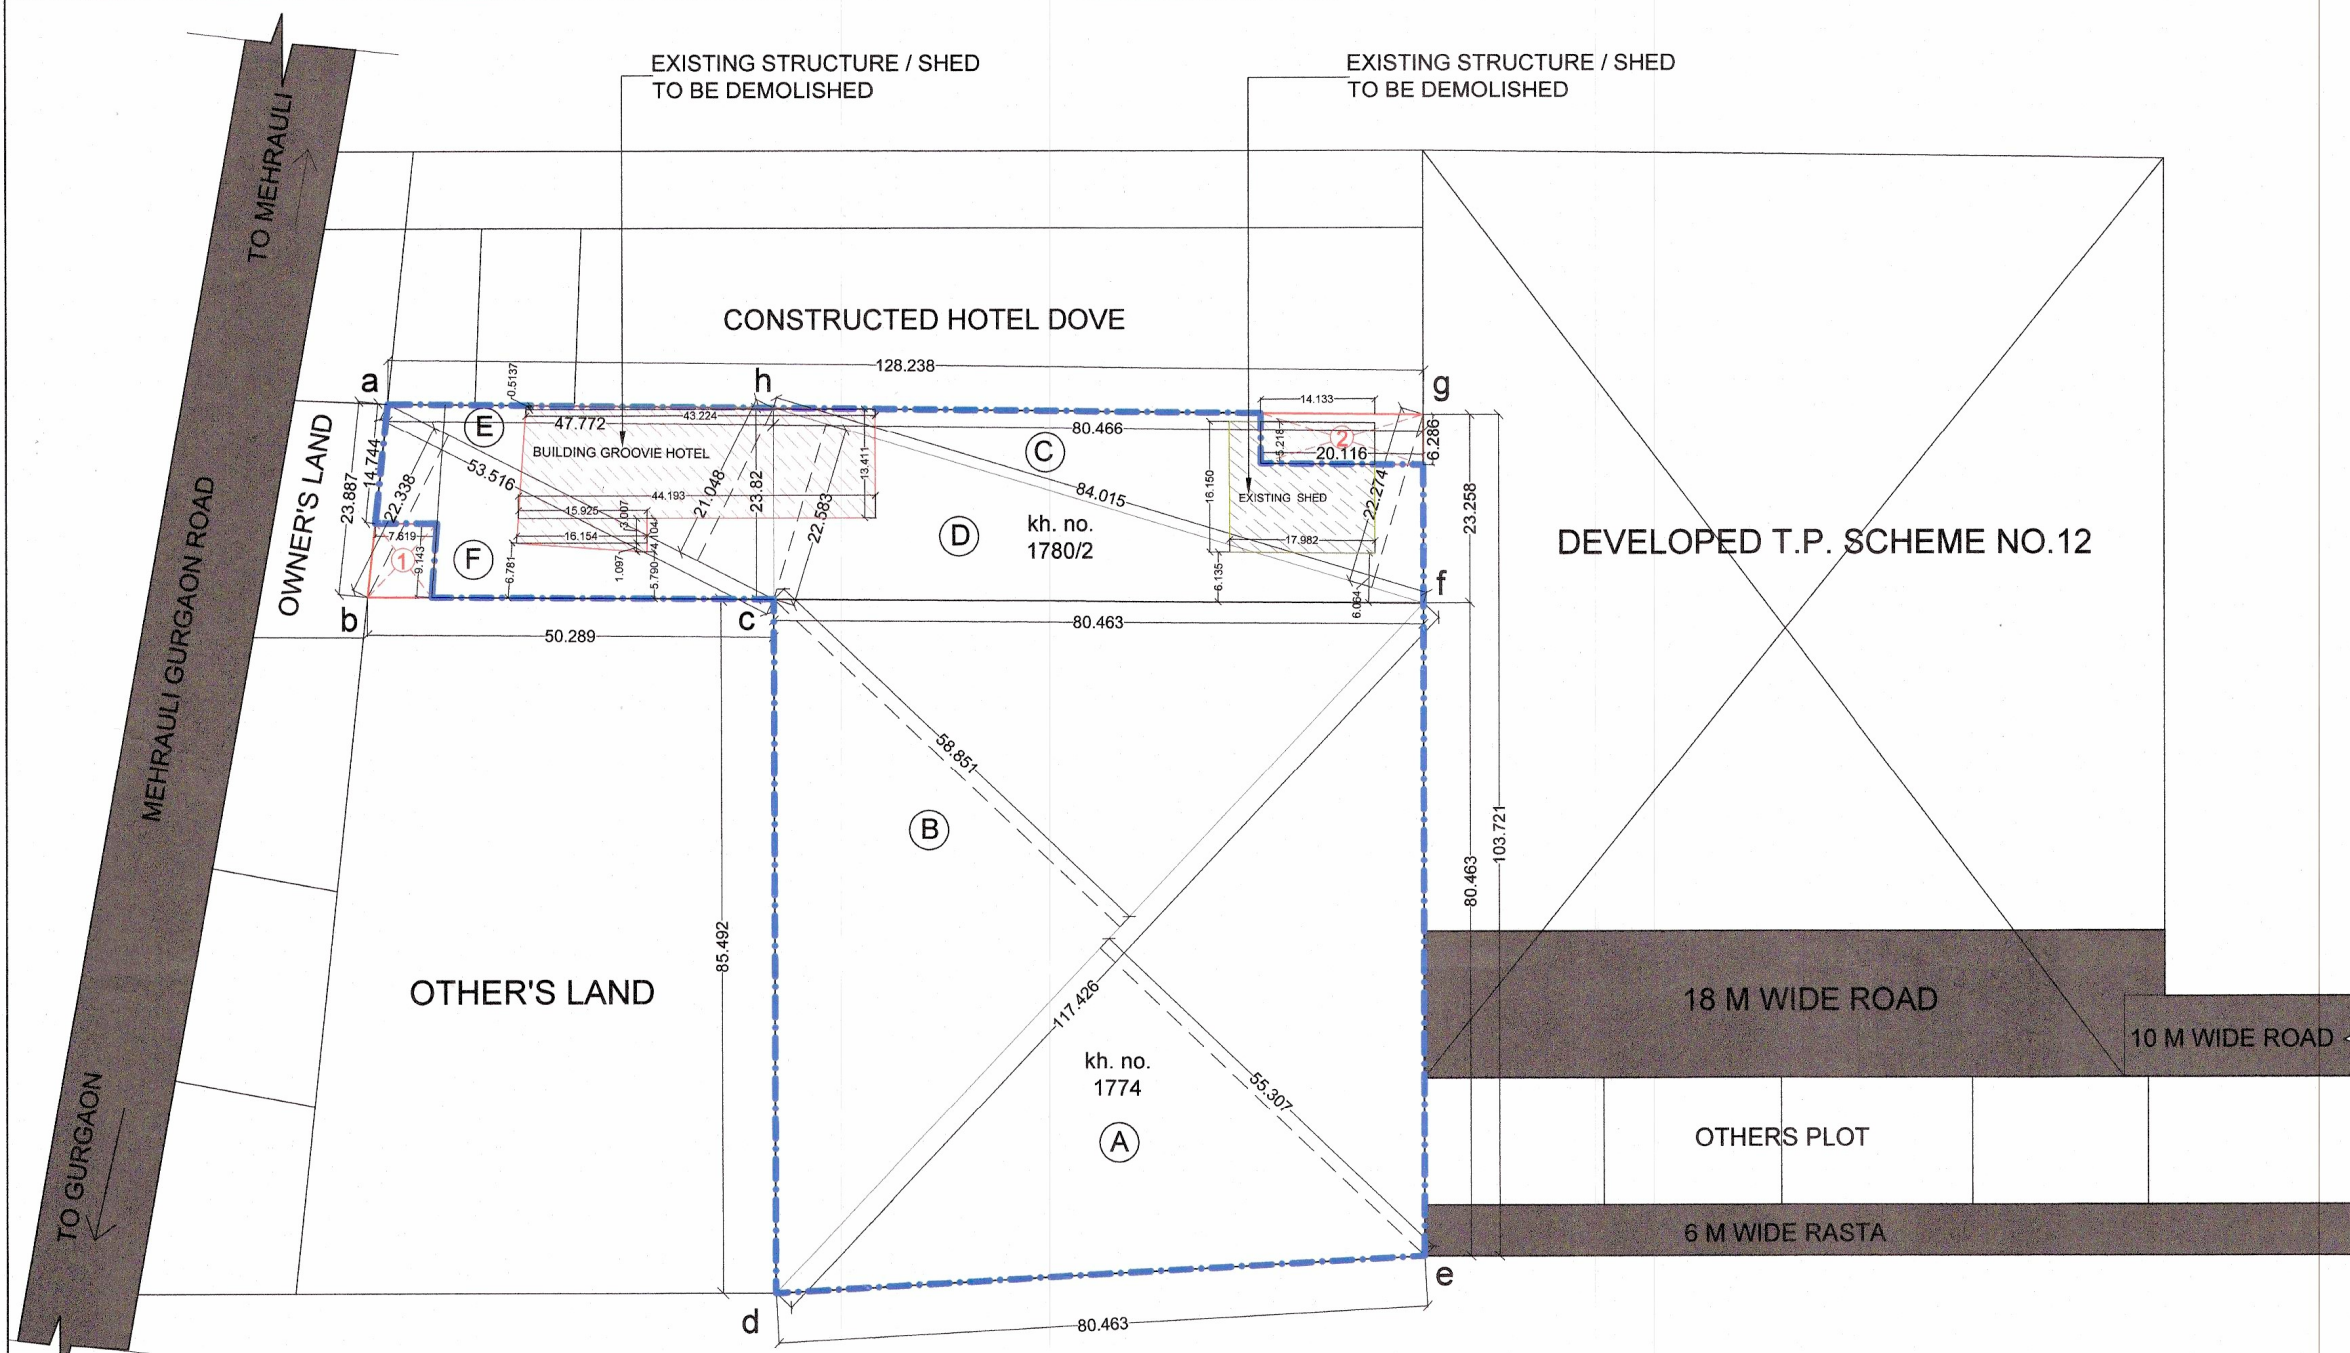 EXISTING STRUCTURE / SHED
TO BE DEMOLISHED
EXISTING STRUCTURE / SHED
TO BE DEMOLISHED
TO MEHRAULI
CONSTRUCTED HOTEL DOVE
128.238
a
h
g
0.5137
14.133
43.224
47.772
80.466
E
C
2
6.286
5.218
20.116
BUILDING GROOVIE HOTEL
OWNER'S LAND
14.744
23.887
22.338
53.516
21.048
23.82
22.583
13.411
84.015
16.150
EXISTING SHED
22.274
23.258
44.193
15.925
3.007
16.154
4.104
D
kh. no.
1780/2
17.982
DEVELOPED T.P. SCHEME NO.12
7.619
1
9.143
F
6.781
1.097
5.790
6.135
6.064
f
b
c
50.289
80.463
MEHRAULI GURGAON ROAD
58.851
B
85.492
103.721
80.463
OTHER'S LAND
117.426
kh. no.
1774
A
55.307
18 M WIDE ROAD
10 M WIDE ROAD
OTHERS PLOT
6 M WIDE RASTA
TO GURGAON
e
d
80.463